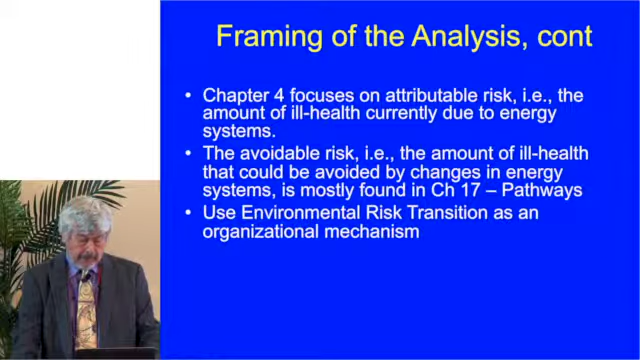 Framing of the Analysis, cont
• Chapter 4 focuses on attributable risk, i.e., the
amount of ill-health currently due to energy
systems.
• The avoidable risk, i.e., the amount of ill-health
that could be avoided by changes in energy
systems, is mostly found in Ch 17 – Pathways
• Use Environmental Risk Transition as an
organizational mechanism